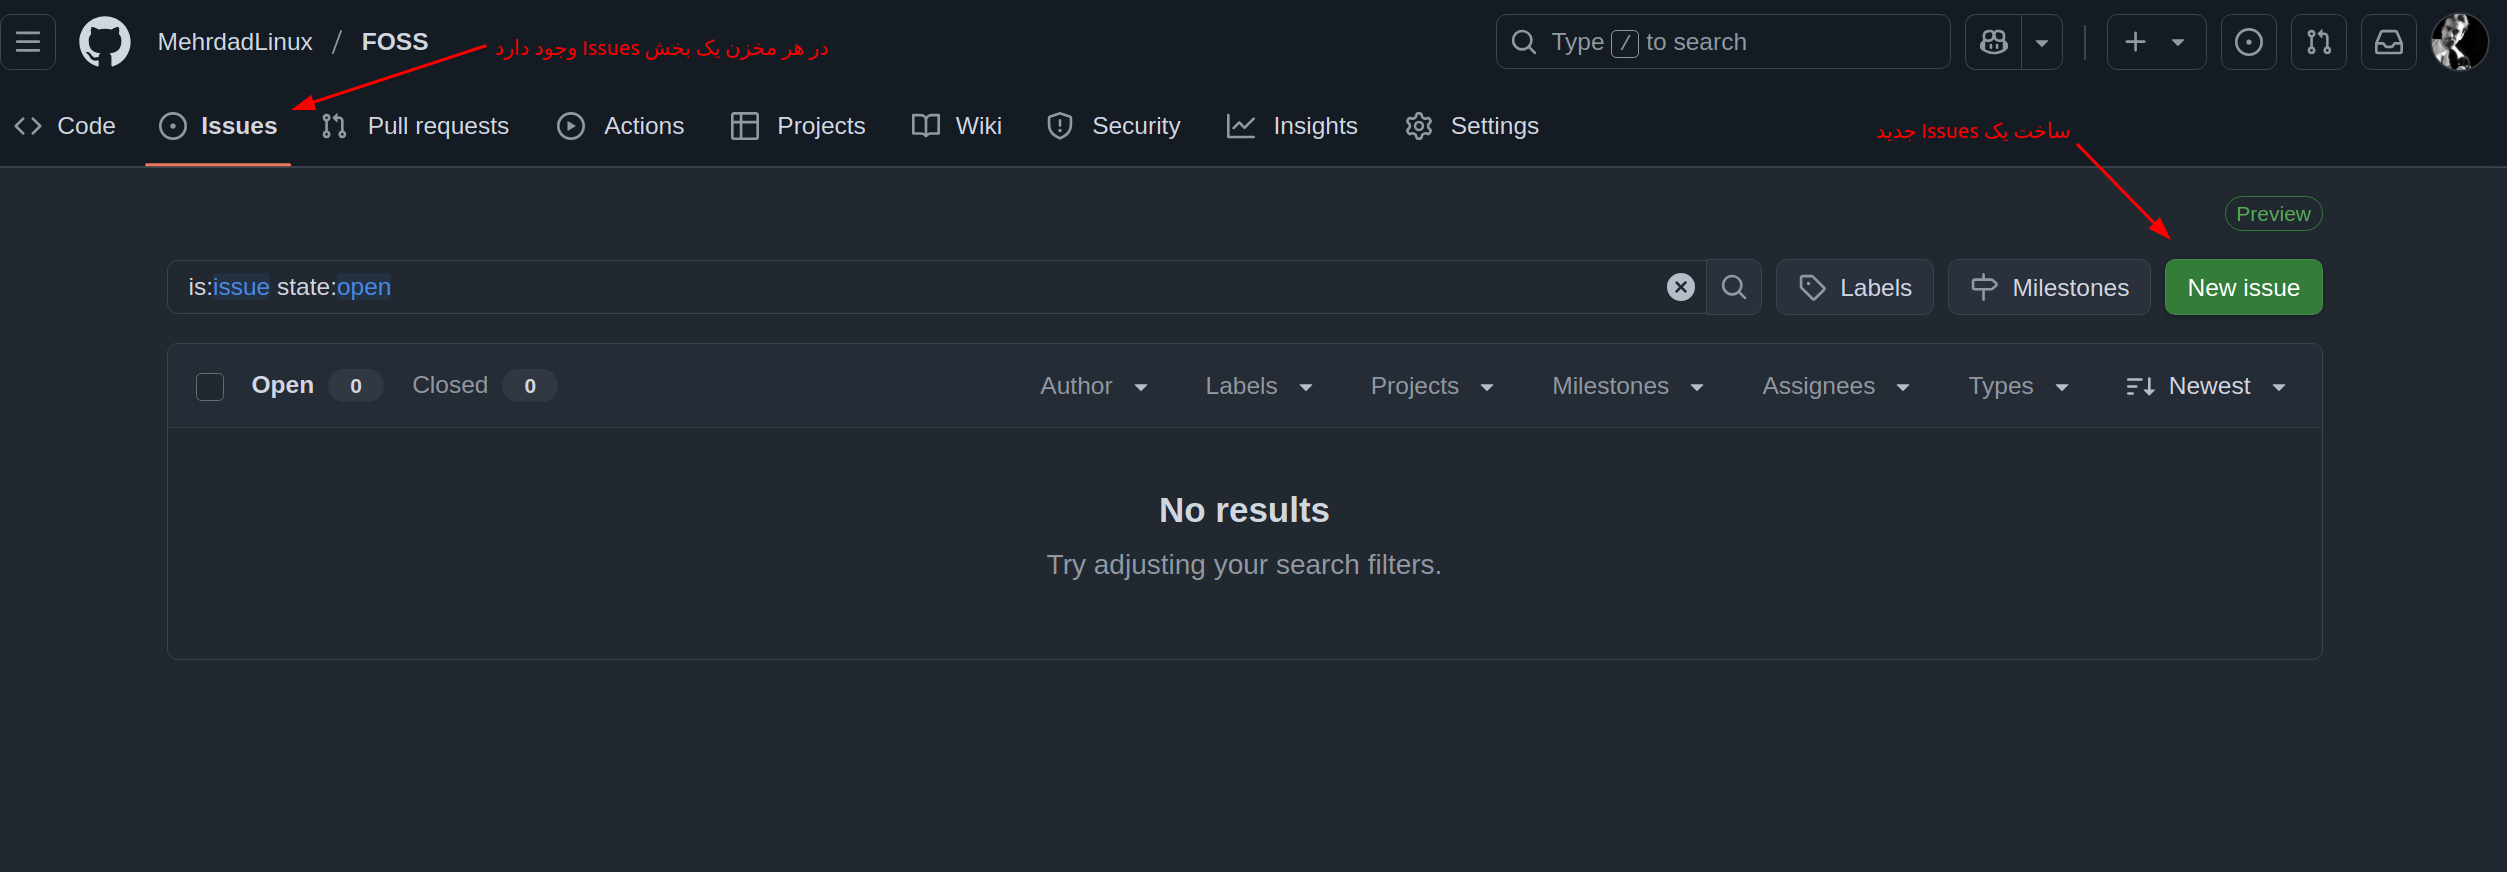 MehrdadLinux / FOSS
در هر مخزن یک بخش Issues وجود دارد
Type / to search
Code
Issues
Pull requests
Actions
Projects
Wiki
Security
Insights
Settings
ساخت یک Issues جدید
Preview
is:issue state:open
Labels
Milestones
New issue
Open 0
Closed 0
Author
Labels
Projects
Milestones
Assignees
Types
Newest
No results
Try adjusting your search filters.